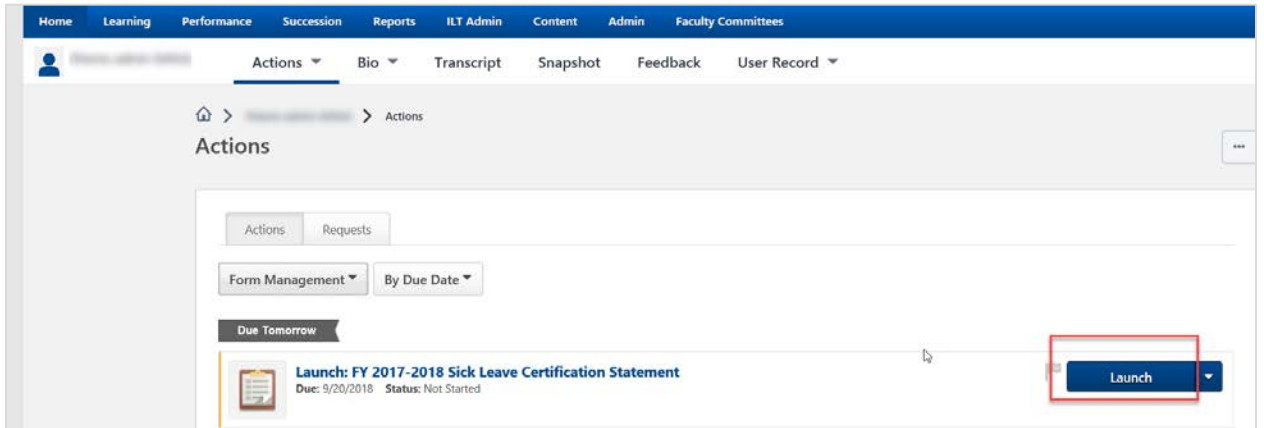 Home Learning Performance Succession Reports ILT Admin Content Admin Faculty Committees
Actions Bio Transcript Snapshot Feedback User Record
Actions
Actions
Actions Requests
Form Management By Due Date
Due Tomorrow
Launch: FY 2017-2018 Sick Leave Certification Statement
Due: 9/20/2018 Status: Not Started
Launch